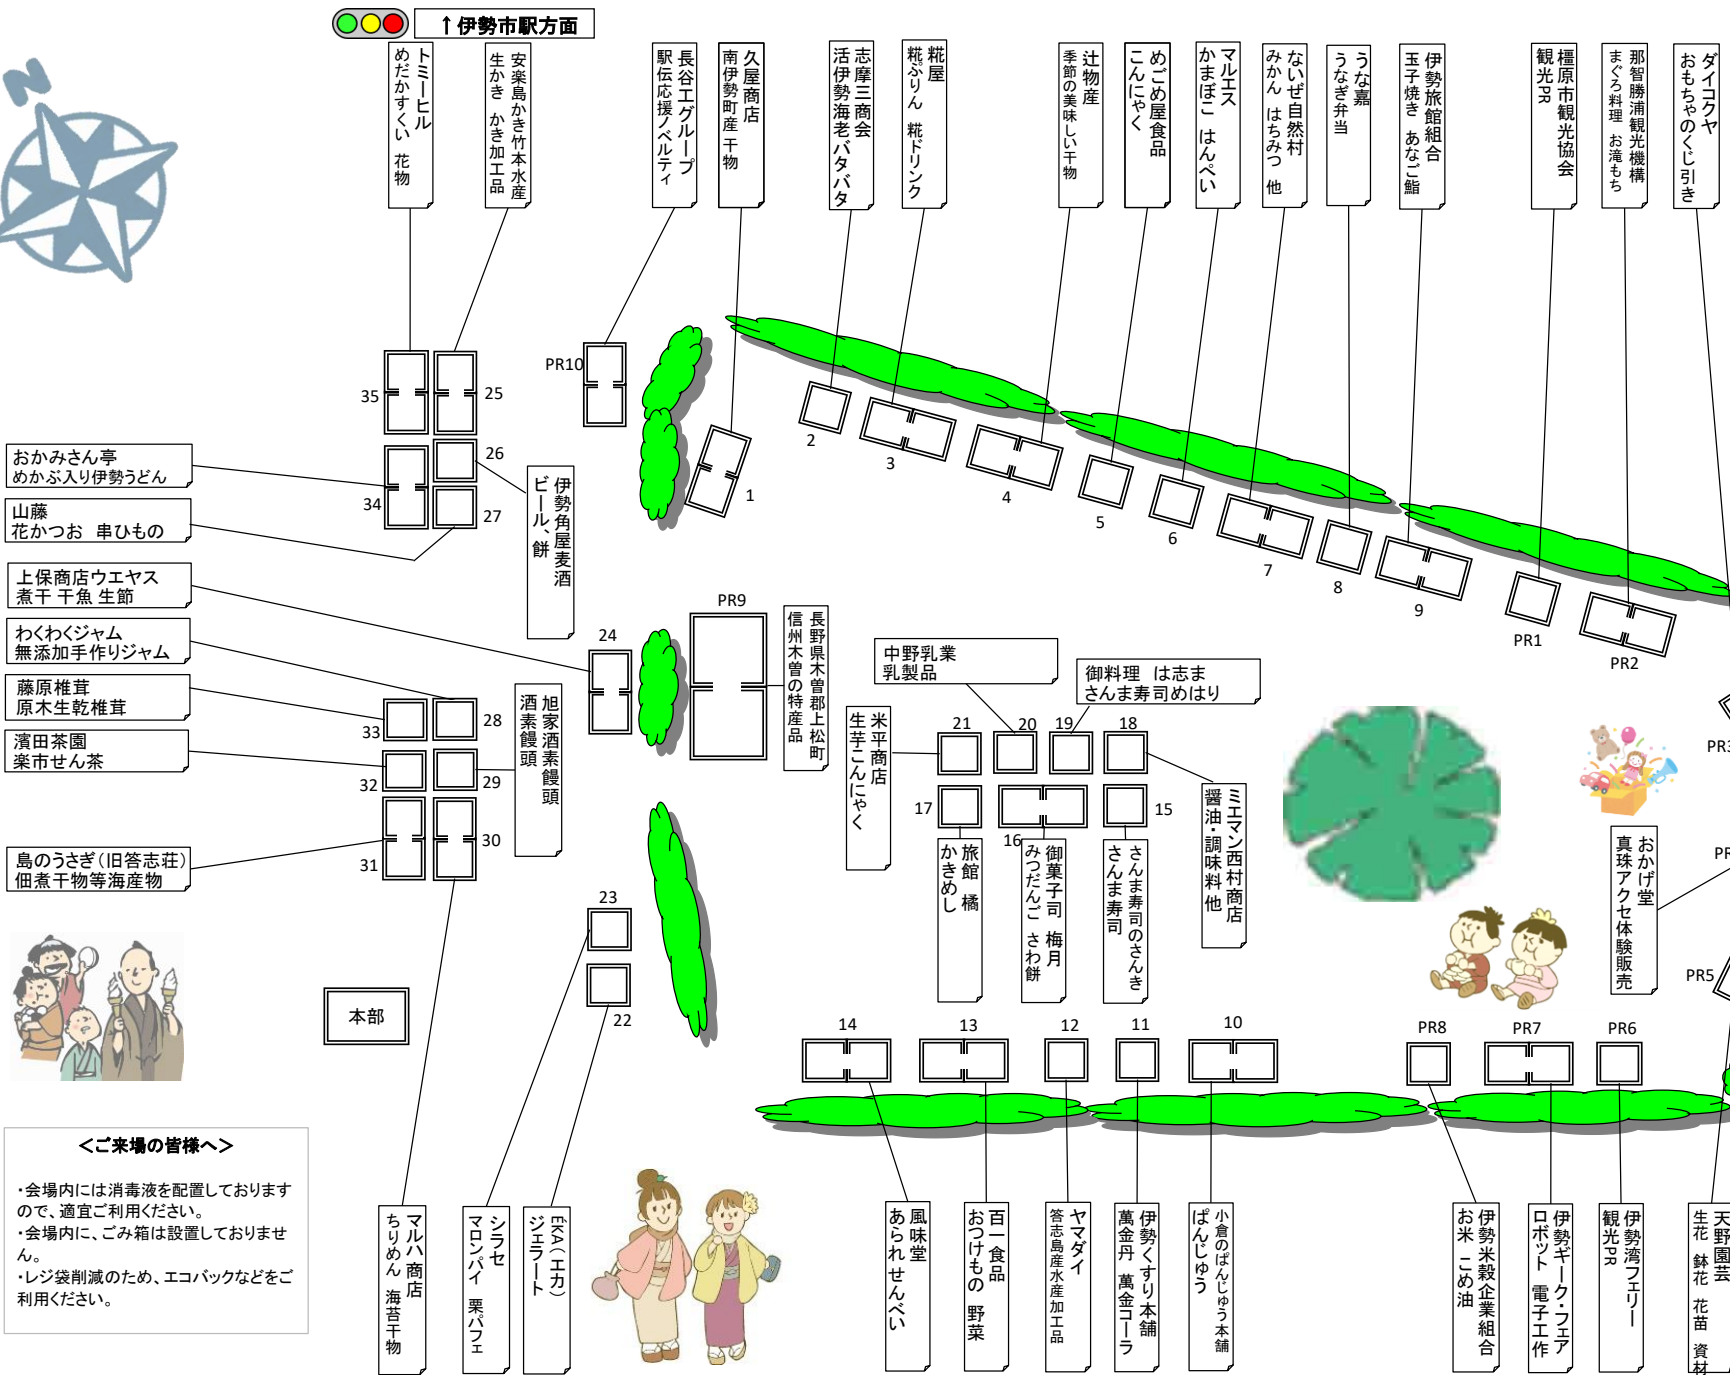 ↑伊勢市駅方面
N
トミーヒル
めだかすくい 花物
安楽島かき竹本水産
生かき かき加工品
長谷工グループ
駅伝応援ノベルティ
久屋商店
南伊勢町産 干物
志摩三商会
活伊勢海老バタバタ
糀屋
糀ぷりん 糀ドリンク
辻物産
季節の美味しい干物
めごめ屋食品
こんにゃく
マルエス
かまぼこ はんぺい
ないぜ自然村
みかん はちみつ 他
うな嘉
うなぎ弁当
伊勢旅館組合
玉子焼き あなご鮨
橿原市観光協会
観光PR
那智勝浦観光機構
まぐろ料理 お滝もち
ダイコクヤ
おもちゃのくじ引き
35
25
PR10
26
34
27
1
2
3
4
5
6
7
8
9
PR1
PR2
おかみさん亭
めかぶ入り伊勢うどん
山藤
花かつお 串ひもの
上保商店ウエヤス
煮干 干魚 生節
わくわくジャム
無添加手作りジャム
藤原椎茸
原木生乾椎茸
濱田茶園
楽市せん茶
島のうさぎ(旧答志荘)
佃煮干物等海産物
伊勢角屋麦酒
ビール、餅
24
PR9
長野県木曽郡上松町
信州木曽の特産品
旭家酒素饅頭
酒素饅頭
33
28
32
29
31
30
中野乳業
乳製品
御料理 は志ま
さんま寿司めはり
米平商店
生芋こんにゃく
21
20
19
18
17
16
15
ミエマン西村商店
醤油・調味料 他
旅館 橘
かきめし
御菓子司 梅月
みつだんご さわ餅
さんま寿司のさんき
さんま寿司
おかげ堂
真珠アクセ体験販売
PR3
PR
PR5
23
22
本部
14
13
12
11
10
PR8
PR7
PR6
<ご来場の皆様へ>
・会場内には消毒液を配置しております
ので、適宜ご利用ください。
・会場内に、ごみ箱は設置しておりませ
ん。
・レジ袋削減のため、エコバックなどをご
利用ください。
マルハ商店
ちりめん 海苔干物
シラセ
マロンパイ 栗パフェ
ÉKA(エカ)
ジェラート
風味堂
あられ せんべい
百一食品
おつけもの 野菜
ヤマダイ
答志島産水産加工品
伊勢くすり本舗
萬金丹 萬金コーラ
小倉のぱんじゅう本舗
ぱんじゅう
伊勢米穀企業組合
お米 こめ油
伊勢ギーク・フェア
ロボット 電子工作
伊勢湾フェリー
観光PR
天野園芸
生花 鉢花 花苗 資材